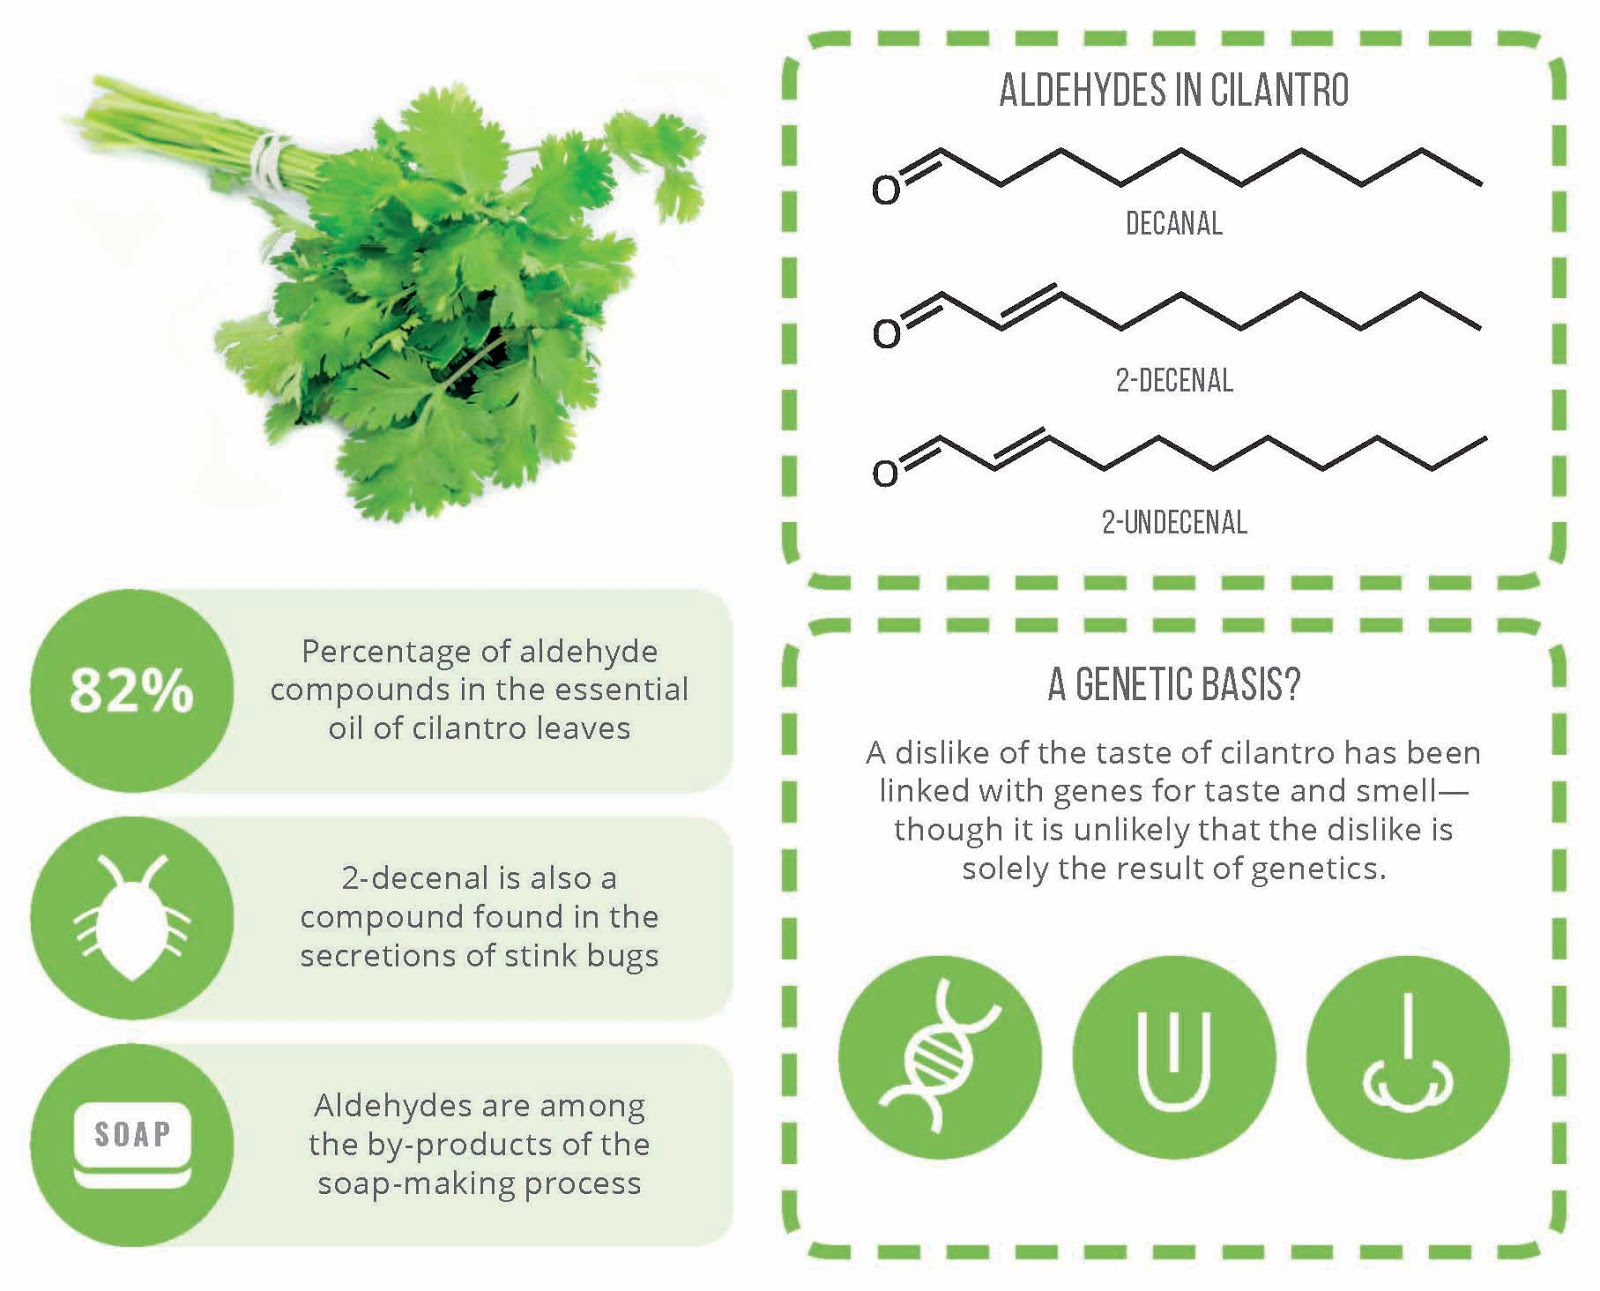 ALDEHYDES IN CILANTRO
O
DECANAL
O
2-DECENAL
O
2-UNDECENAL
82%
Percentage of aldehyde
compounds in the essential
oil of cilantro leaves
2-decenal is also a
compound found in the
secretions of stink bugs
SOAP
Aldehydes are among
the by-products of the
soap-making process
A GENETIC BASIS?
A dislike of the taste of cilantro has been
linked with genes for taste and smell—
though it is unlikely that the dislike is
solely the result of genetics.